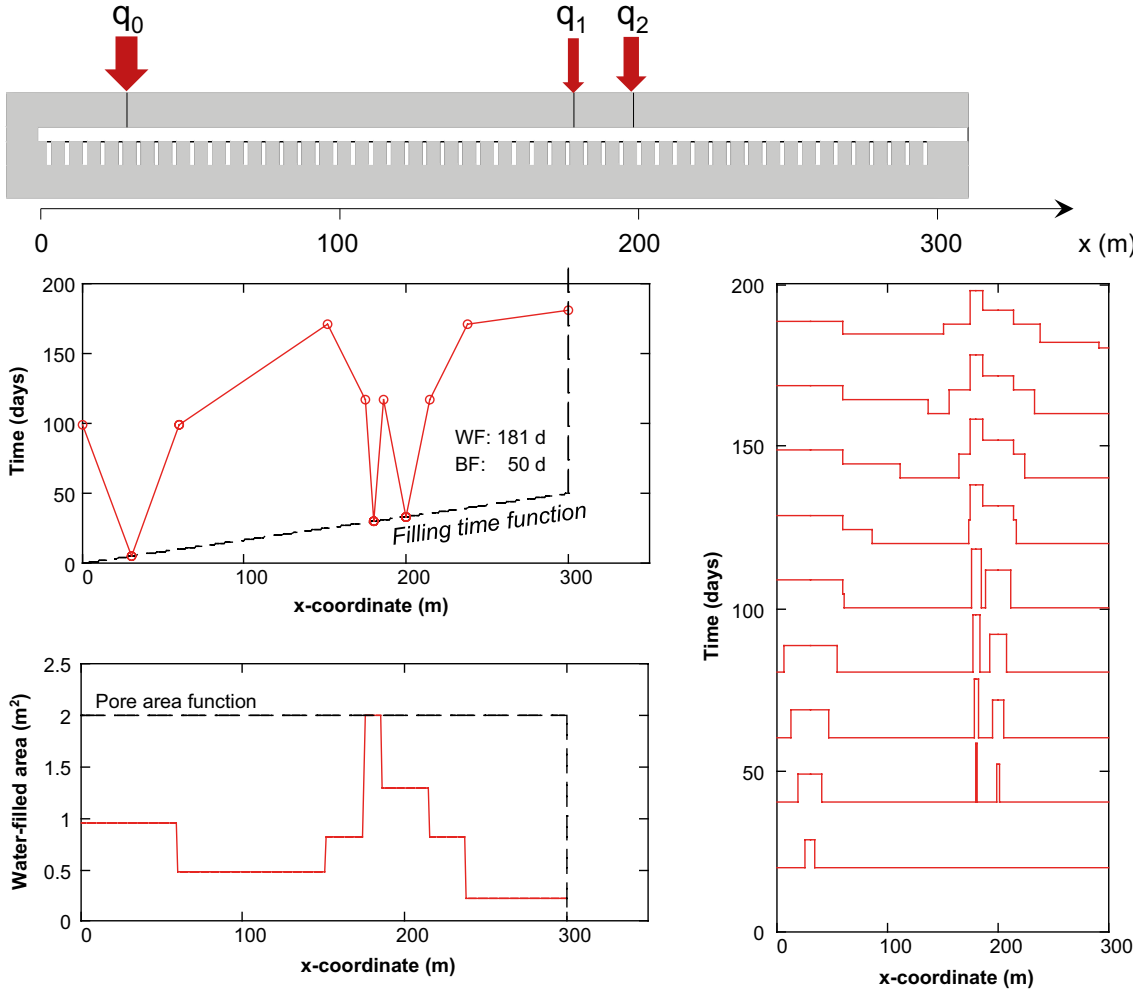 q0 q1 q2
0 100 200 300 x (m)
200
150
100
50
0
Time (days)
WF: 181 d
BF: 50 d
Filling time function
0 100 200 300
x-coordinate (m)
2.5
2
1.5
1
0.5
0
Water-filled area (m²)
Pore area function
0 100 200 300
x-coordinate (m)
200
150
100
50
0
Time (days)
0 100 200 300
x-coordinate (m)